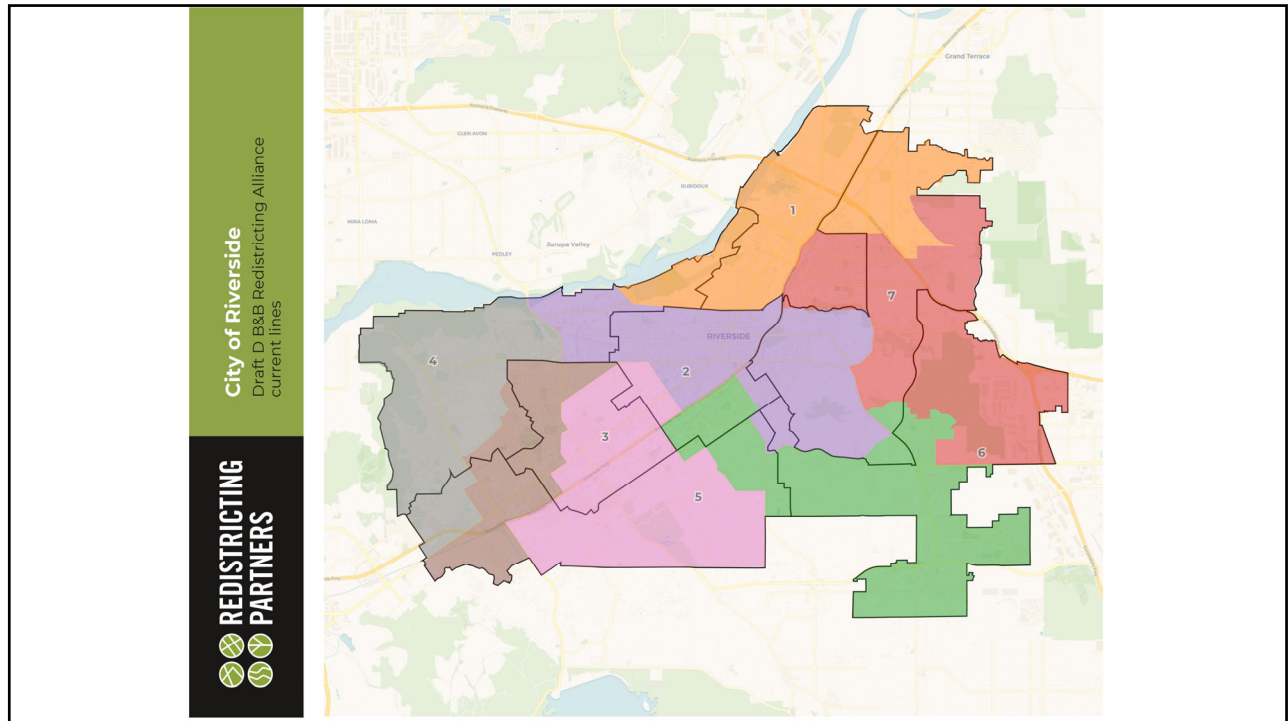 City of Riverside
Draft D B&B Redistricting Alliance
current lines
REDISTRICTING
PARTNERS
Grand Terrace
GLEN AVON
RUBIDOUX
MIRA LOMA
Jurupa Valley
PEDLEY
RIVERSIDE
1
7
4
2
3
6
5